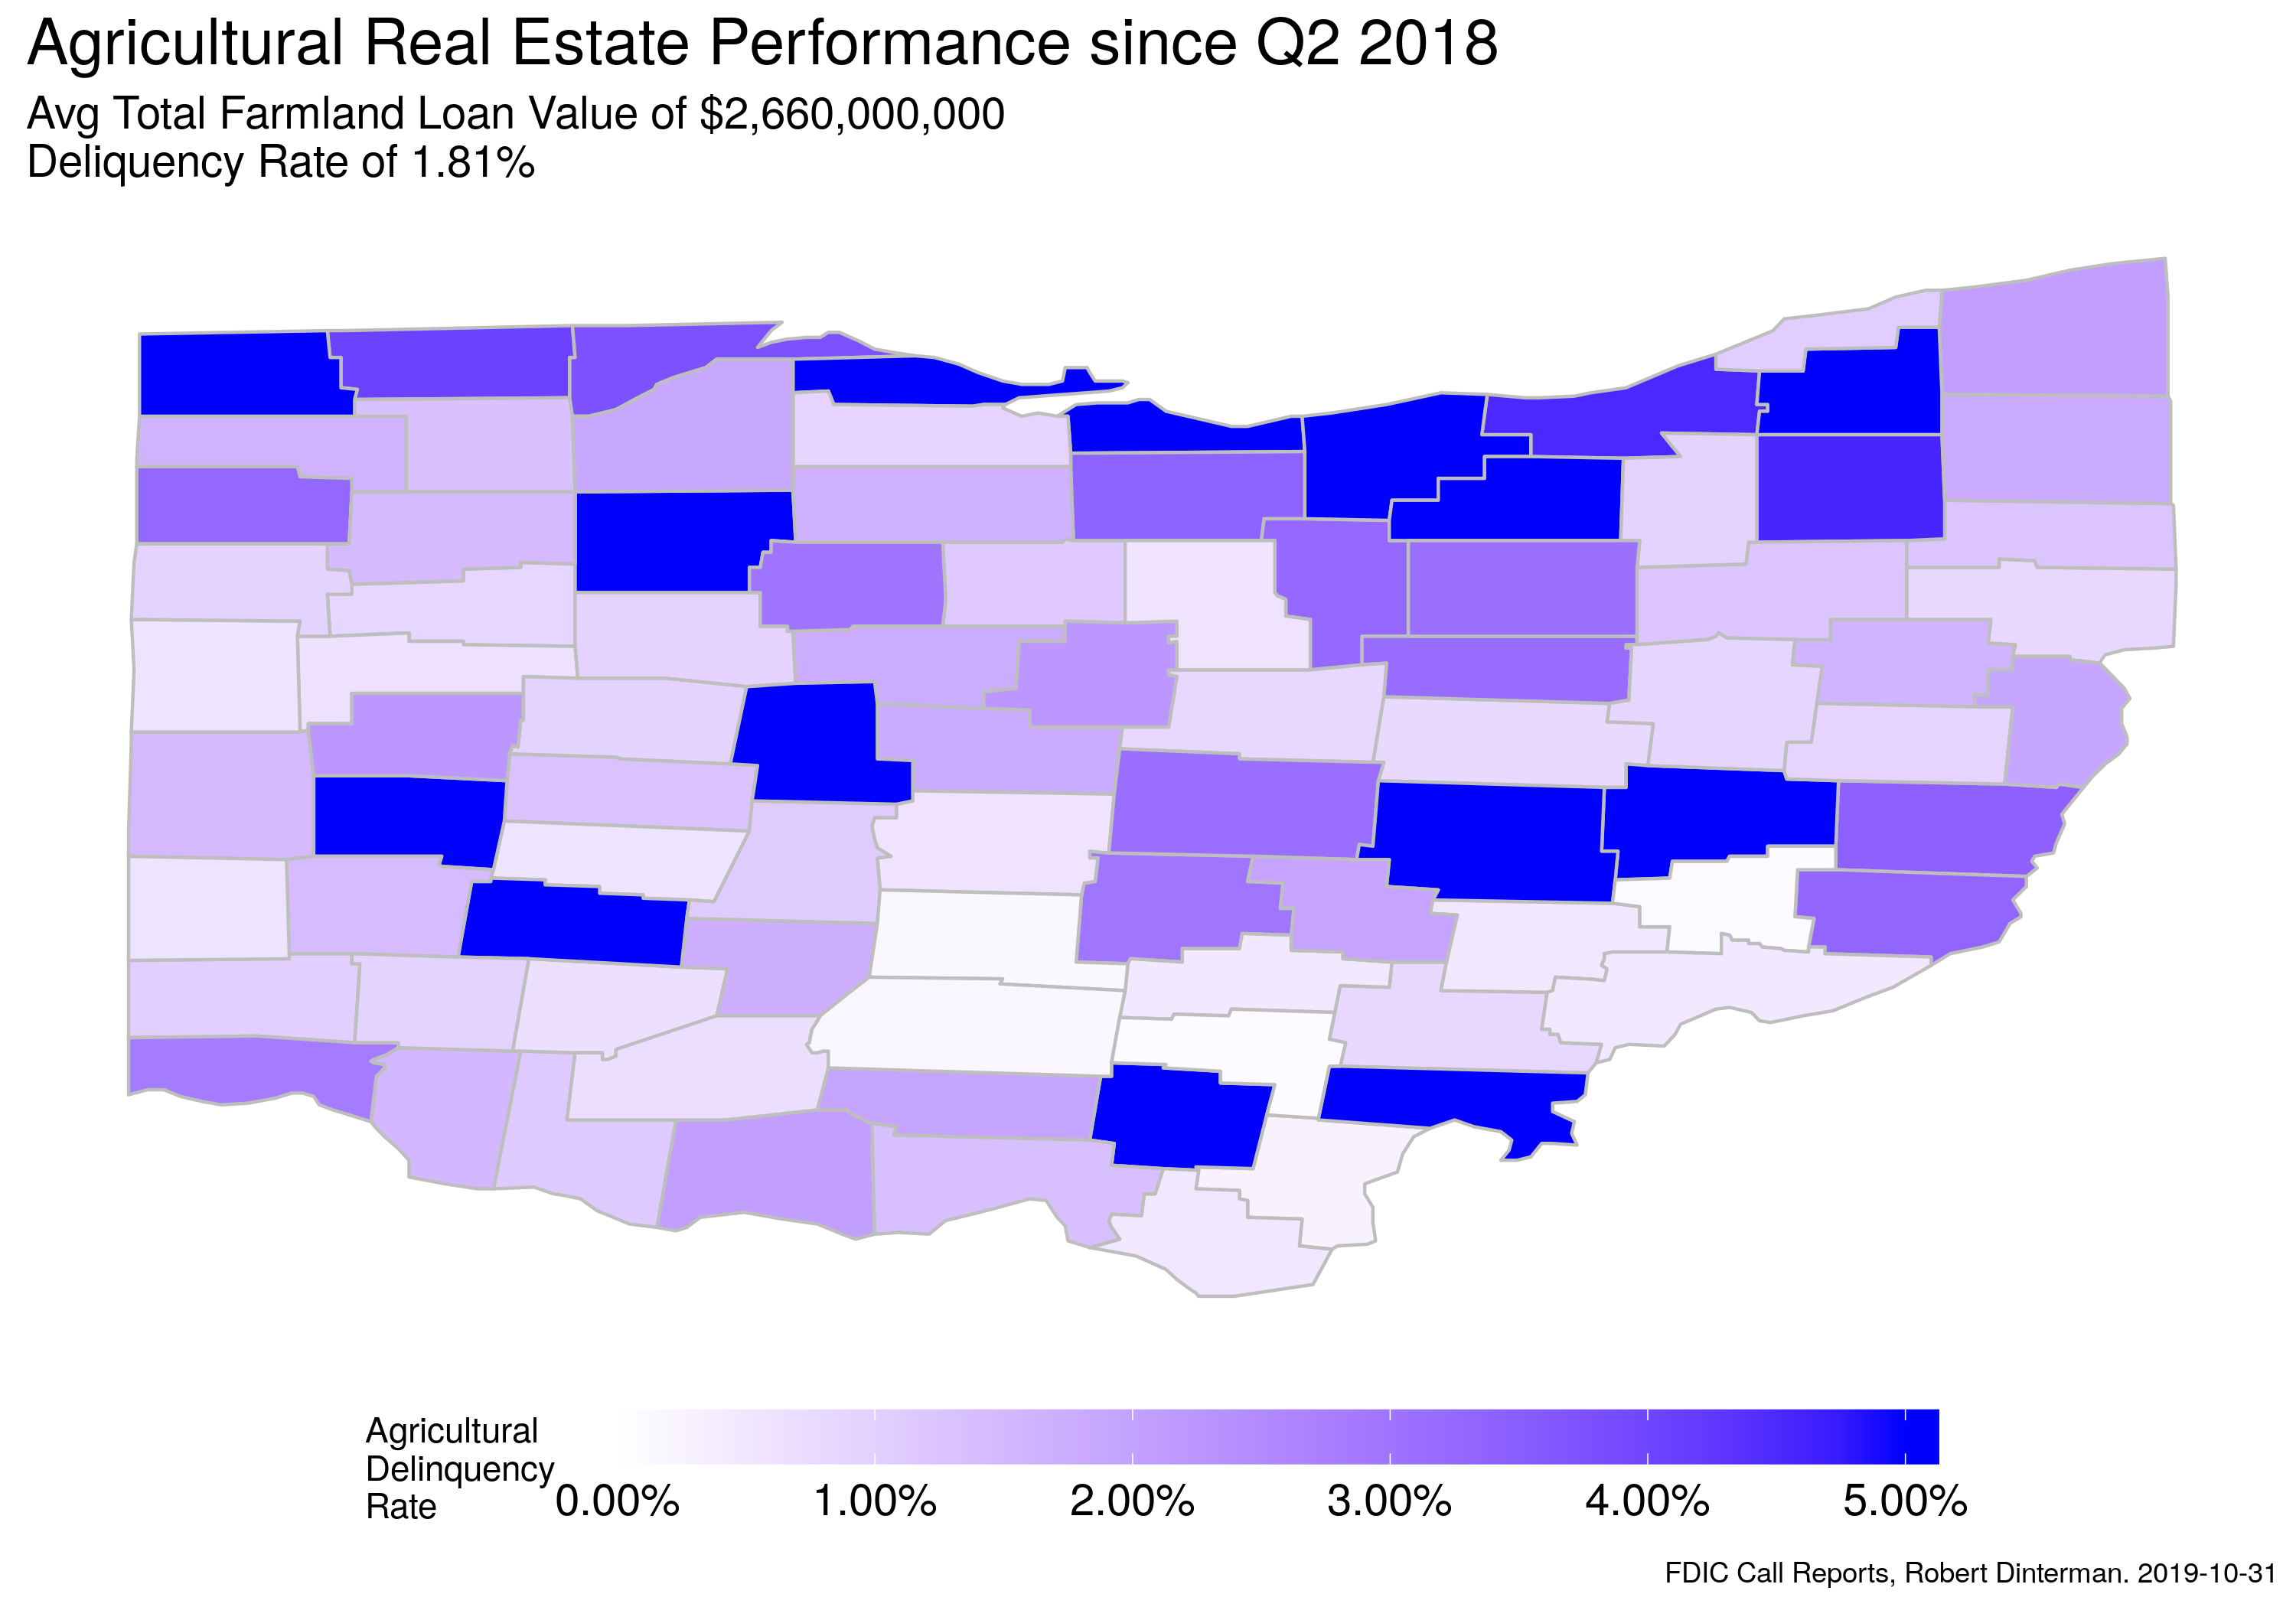 Agricultural Real Estate Performance since Q2 2018
Avg Total Farmland Loan Value of $2,660,000,000
Deliquency Rate of 1.81%
Agricultural
Delinquency
Rate
0.00% 1.00% 2.00% 3.00% 4.00% 5.00%
FDIC Call Reports, Robert Dinterman. 2019-10-31